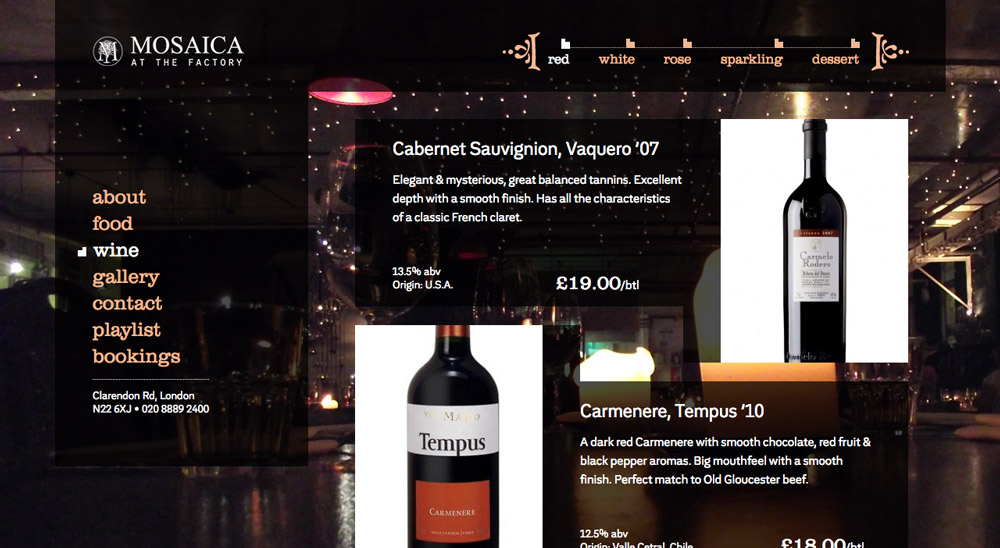 MOSAICA
AT THE FACTORY
red white rose sparkling dessert
about
food
wine
gallery
contact
playlist
bookings
Clarendon Rd, London
N22 6XJ • 020 8889 2400
Cabernet Sauvignion, Vaquero ’07
Elegant & mysterious, great balanced tannins. Excellent
depth with a smooth finish. Has all the characteristics
of a classic French claret.
13.5% abv
Origin: U.S.A.
£19.00/btl
Carmelo
Rodero
Tempus
CARMENERE
Carmenere, Tempus ’10
A dark red Carmenere with smooth chocolate, red fruit &
black pepper aromas. Big mouthfeel with a smooth
finish. Perfect match to Old Gloucester beef.
12.5% abv
Origin: Valle Cetral, Chile
£18.00/btl